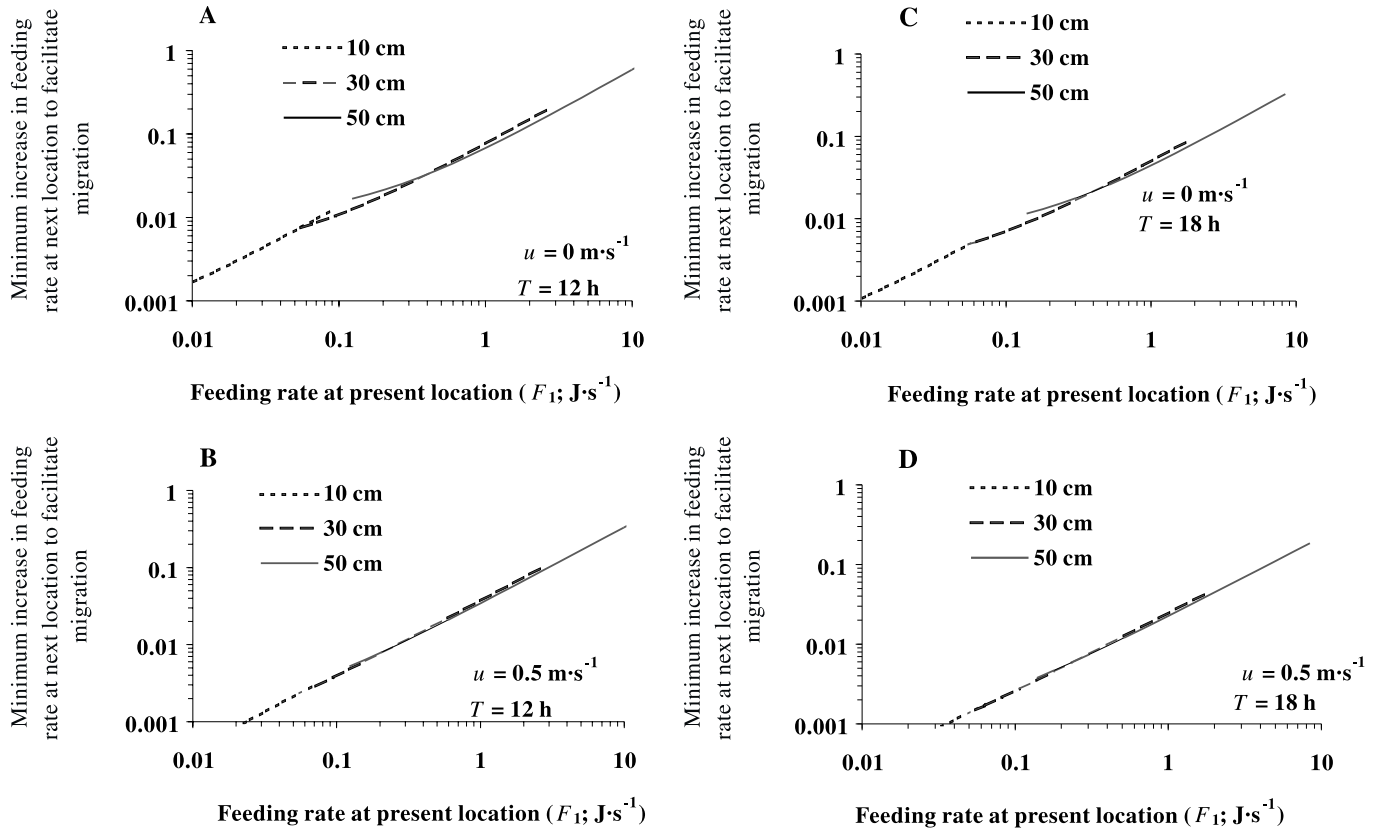 A
10 cm
30 cm
50 cm
1
0.1
0.01
0.001
0.01
0.1
1
10
u = 0 m·s⁻¹
T = 12 h
Minimum increase in feeding
rate at next location to facilitate
migration
Feeding rate at present location (F₁; J·s⁻¹)
C
10 cm
30 cm
50 cm
1
0.1
0.01
0.001
0.01
0.1
1
10
u = 0 m·s⁻¹
T = 18 h
Minimum increase in feeding
rate at next location to facilitate
migration
Feeding rate at present location (F₁; J·s⁻¹)
B
10 cm
30 cm
50 cm
1
0.1
0.01
0.001
0.01
0.1
1
10
u = 0.5 m·s⁻¹
T = 12 h
Minimum increase in feeding
rate at next location to facilitate
migration
Feeding rate at present location (F₁; J·s⁻¹)
D
10 cm
30 cm
50 cm
1
0.1
0.01
0.001
0.01
0.1
1
10
u = 0.5 m·s⁻¹
T = 18 h
Minimum increase in feeding
rate at next location to facilitate
migration
Feeding rate at present location (F₁; J·s⁻¹)